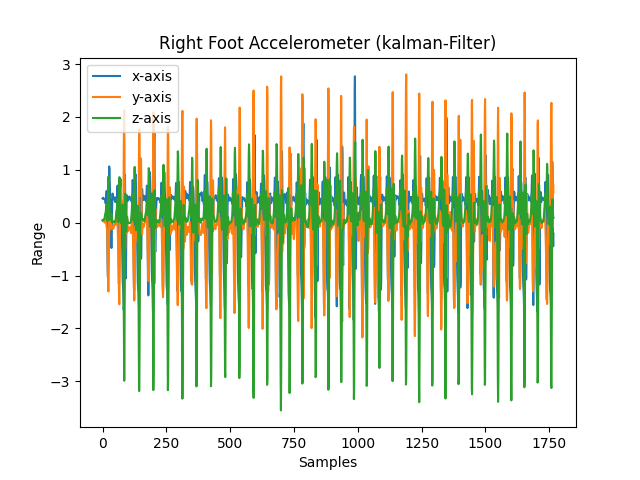 Right Foot Accelerometer (kalman-Filter)
x-axis
y-axis
z-axis
3
2
1
0
−1
−2
−3
Range
0 250 500 750 1000 1250 1500 1750
Samples